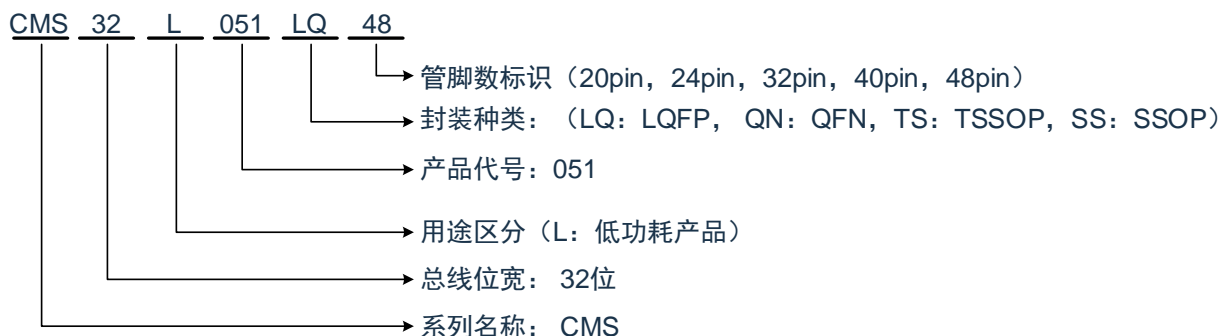 CMS 32 L 051 LQ 48
管脚数标识（20pin，24pin，32pin，40pin，48pin）
封装种类：（LQ：LQFP， QN：QFN，TS：TSSOP，SS：SSOP）
产品代号：051
用途区分（L：低功耗产品）
总线位宽： 32位
系列名称： CMS